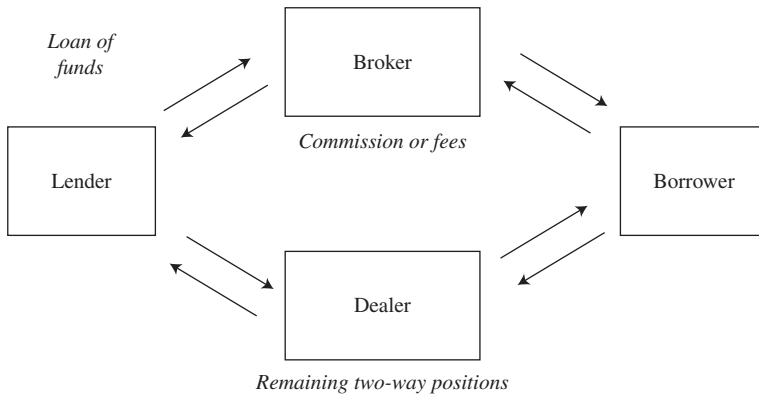 Loan of
funds
Broker
Commission or fees
Lender
Borrower
Dealer
Remaining two-way positions